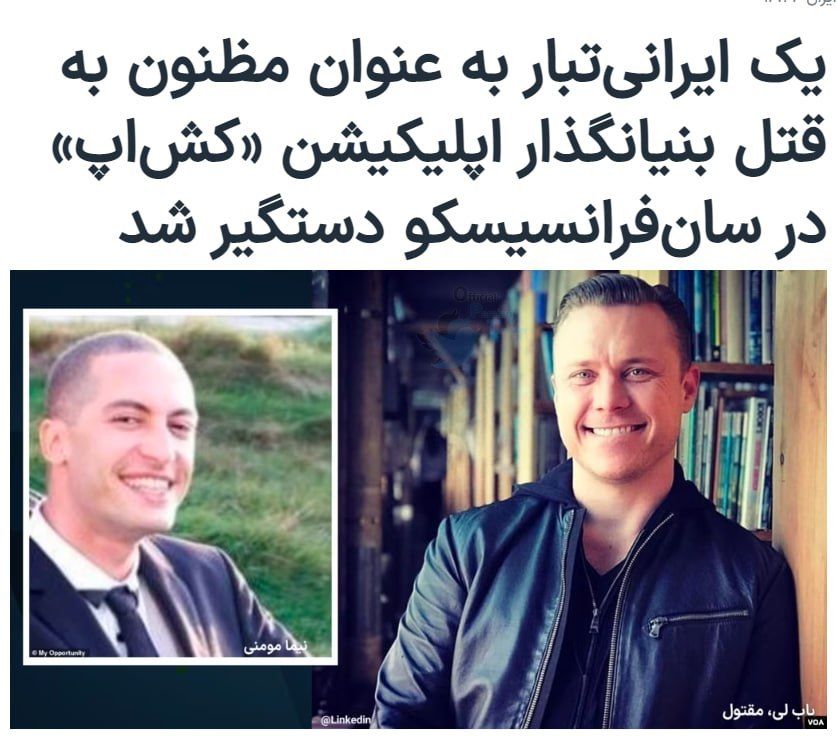 یک ایرانی‌تبار به عنوان مظنون به
قتل بنیانگذار اپلیکیشن «کش‌اپ»
در سان‌فرانسیسکو دستگیر شد
Official
نیما مومنی
© My Opportunity
باب لی، مقتول
@Linkedin
VOA